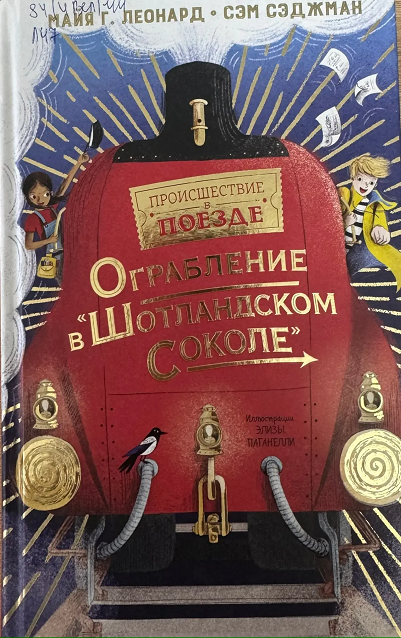 МАЙЯ Г. ЛЕОНАРД • СЭМ СЭДЖМАН
ПРОИСШЕСТВИЕ
В
ПОЕЗДЕ
ОГРАБЛЕНИЕ
В "ШОТЛАНДСКОМ
СОКОЛЕ"
Иллюстрации
ЭЛИЗЫ
ПАГАНЕЛЛИ